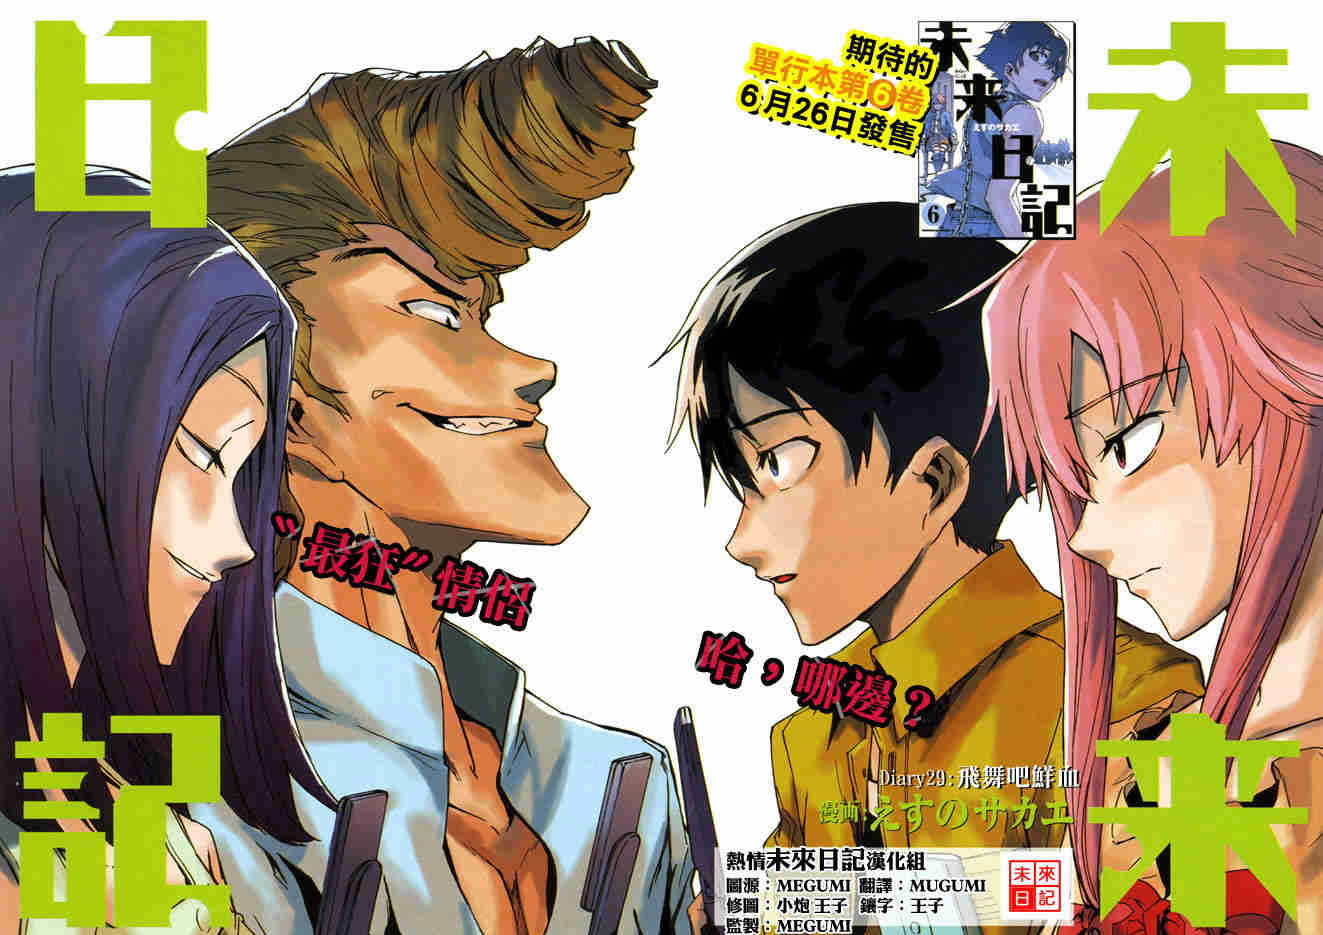 未来
日記
期待的
單行本第6卷
6月26日發售
未来日記
えすのサカエ
6
"最狂"情侶
哈，哪邊？
Diary29:飛舞吧鮮血
漫画:えすのサカエ
熱情未來日記漢化組
圖源：MEGUMI 翻譯：MUGUMI
修圖：小炮 王子 鑲字：王子
監製：MEGUMI
未來
日記